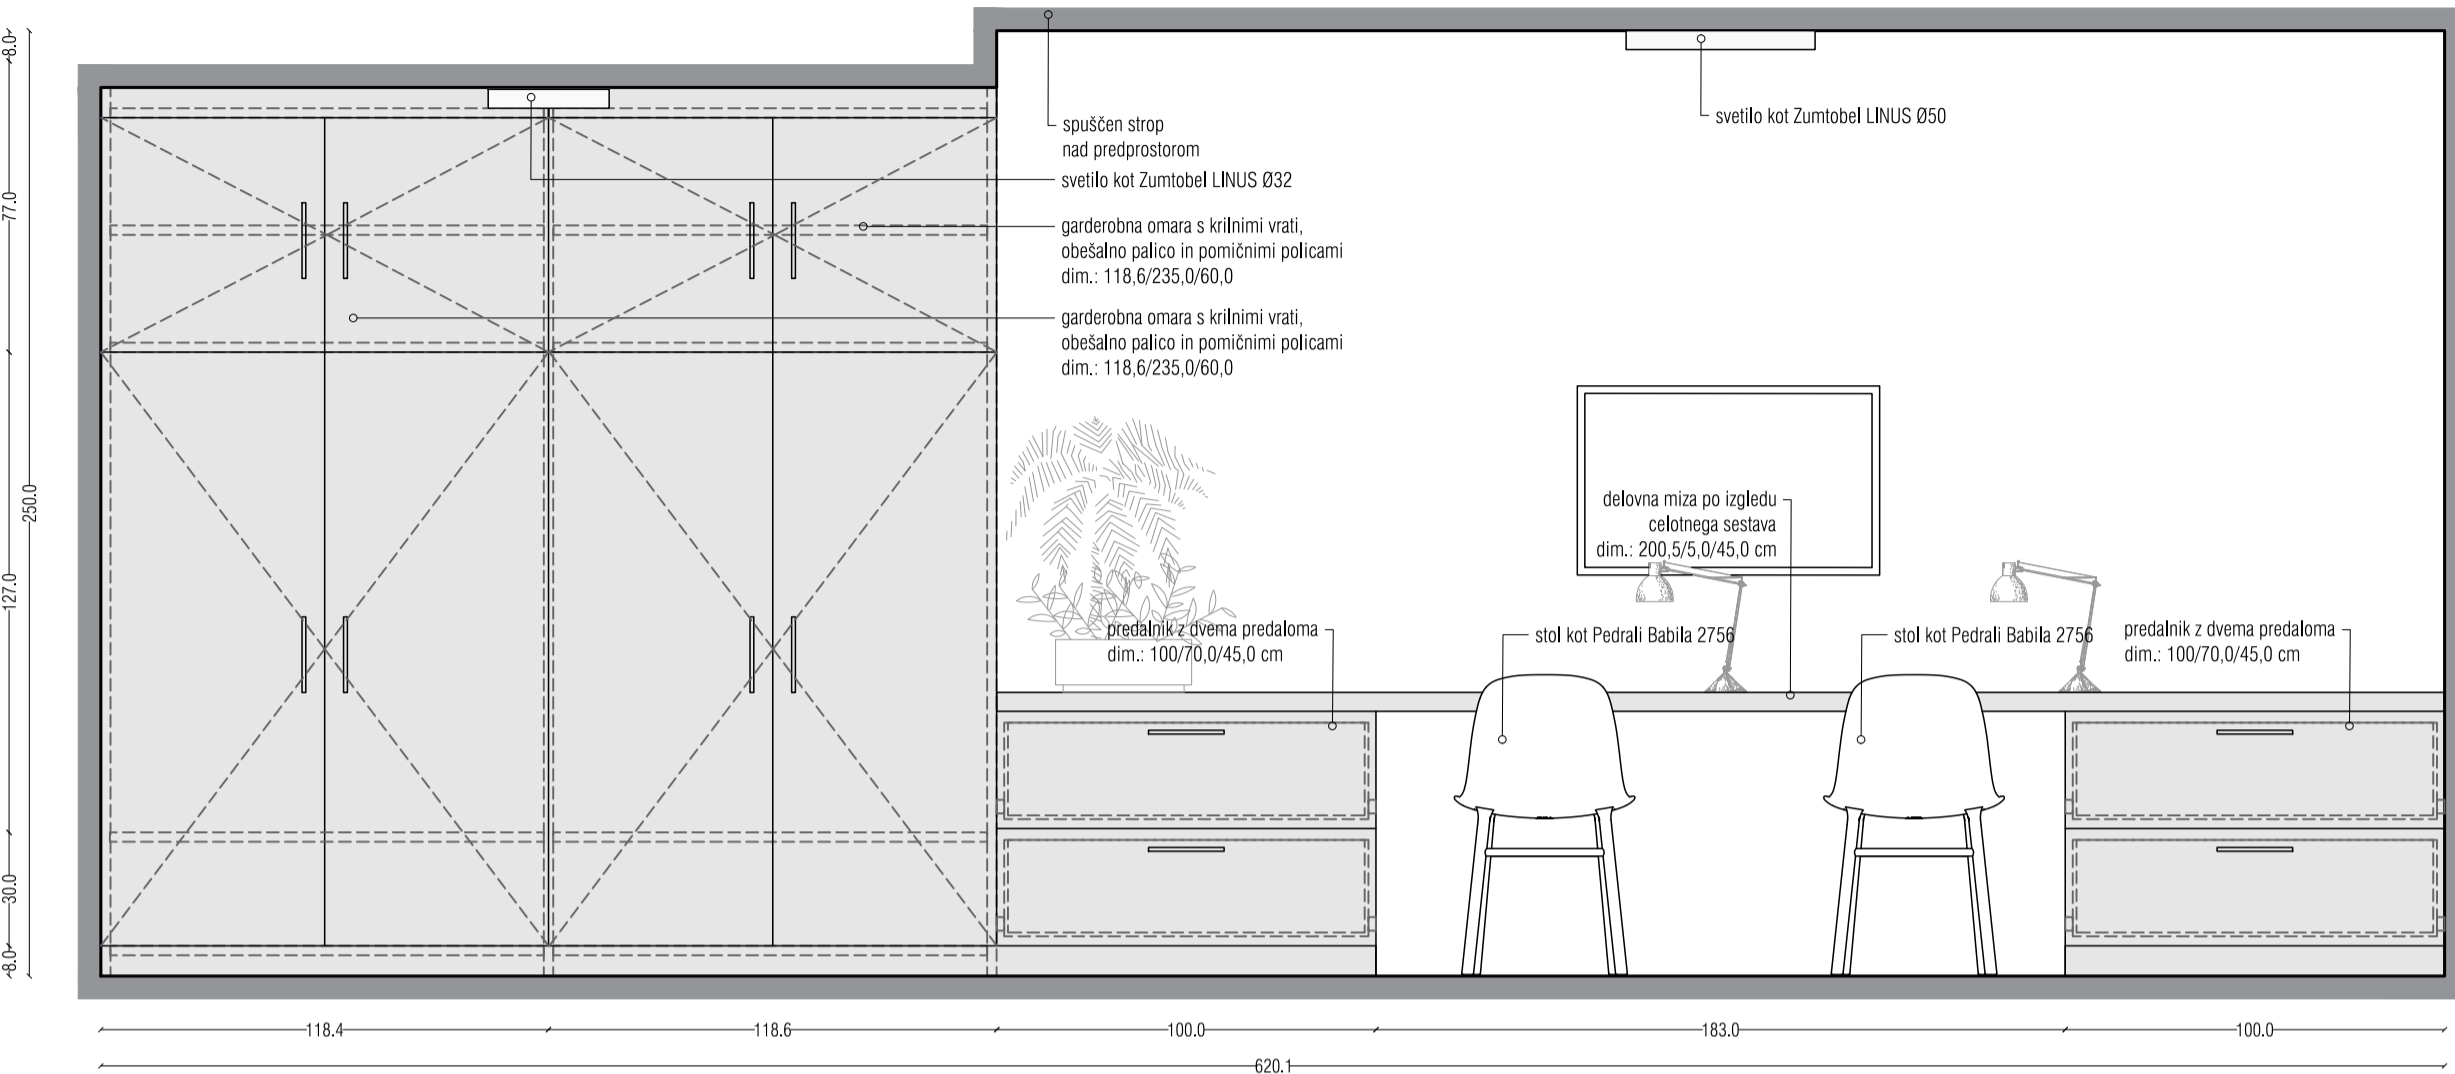 spuščen strop
nad predprostorom
svetilo kot Zumtobel LINUS Ø32
garderobna omara s krilnimi vrati,
obešalno palico in pomičnimi policami
dim.: 118,6/235,0/60,0
garderobna omara s krilnimi vrati,
obešalno palico in pomičnimi policami
dim.: 118,6/235,0/60,0
svetilo kot Zumtobel LINUS Ø50
delovna miza po izgledu
celotnega sestava
dim.: 200,5/5,0/45,0 cm
predalnik z dvema predaloma
dim.: 100/70,0/45,0 cm
stol kot Pedrali Babila 2756
stol kot Pedrali Babila 2756
predalnik z dvema predaloma
dim.: 100/70,0/45,0 cm
8.0
77.0
127.0
30.0
8.0
250.0
118.4
118.6
100.0
183.0
100.0
620.1